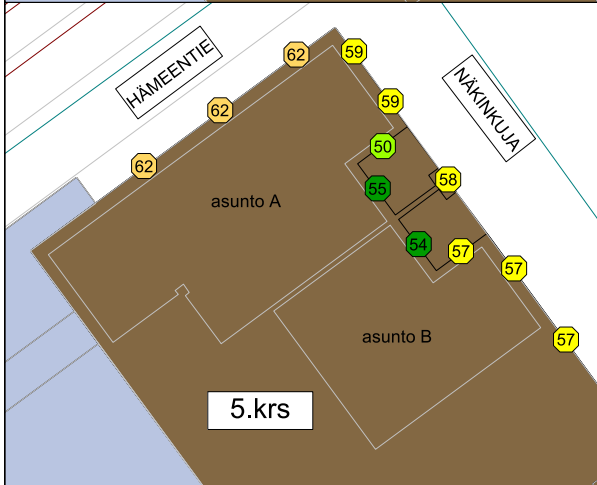 HÄMEENTIE
62
59
NÄKINKUJA
62
59
50
62
58
55
asunto A
54
57
57
asunto B
57
5.krs